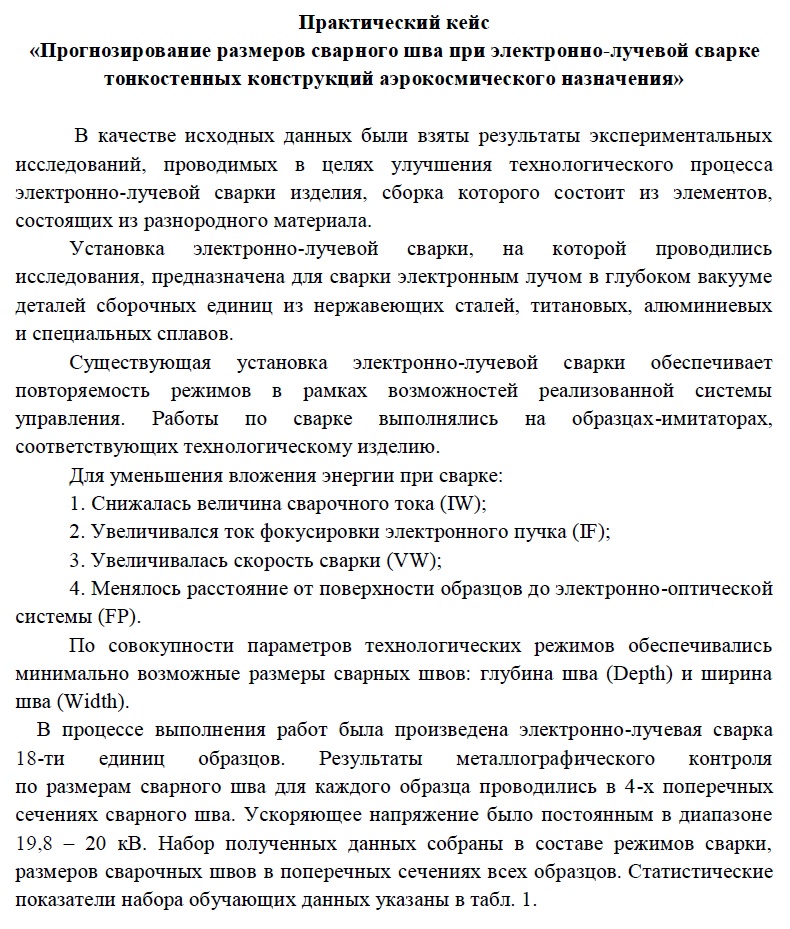 Практический кейс
«Прогнозирование размеров сварного шва при электронно-лучевой сварке
тонкостенных конструкций аэрокосмического назначения»
В качестве исходных данных были взяты результаты экспериментальных
исследований, проводимых в целях улучшения технологического процесса
электронно-лучевой сварки изделия, сборка которого состоит из элементов,
состоящих из разнородного материала.
Установка электронно-лучевой сварки, на которой проводились
исследования, предназначена для сварки электронным лучом в глубоком вакууме
деталей сборочных единиц из нержавеющих сталей, титановых, алюминиевых
и специальных сплавов.
Существующая установка электронно-лучевой сварки обеспечивает
повторяемость режимов в рамках возможностей реализованной системы
управления. Работы по сварке выполнялись на образцах-имитаторах,
соответствующих технологическому изделию.
Для уменьшения вложения энергии при сварке:
1. Снижалась величина сварочного тока (IW);
2. Увеличивался ток фокусировки электронного пучка (IF);
3. Увеличивалась скорость сварки (VW);
4. Менялось расстояние от поверхности образцов до электронно-оптической
системы (FP).
По совокупности параметров технологических режимов обеспечивались
минимально возможные размеры сварных швов: глубина шва (Depth) и ширина
шва (Width).
В процессе выполнения работ была произведена электронно-лучевая сварка
18-ти единиц образцов. Результаты металлографического контроля
по размерам сварного шва для каждого образца проводились в 4-х поперечных
сечениях сварного шва. Ускоряющее напряжение было постоянным в диапазоне
19,8 – 20 кВ. Набор полученных данных собраны в составе режимов сварки,
размеров сварочных швов в поперечных сечениях всех образцов. Статистические
показатели набора обучающих данных указаны в табл. 1.